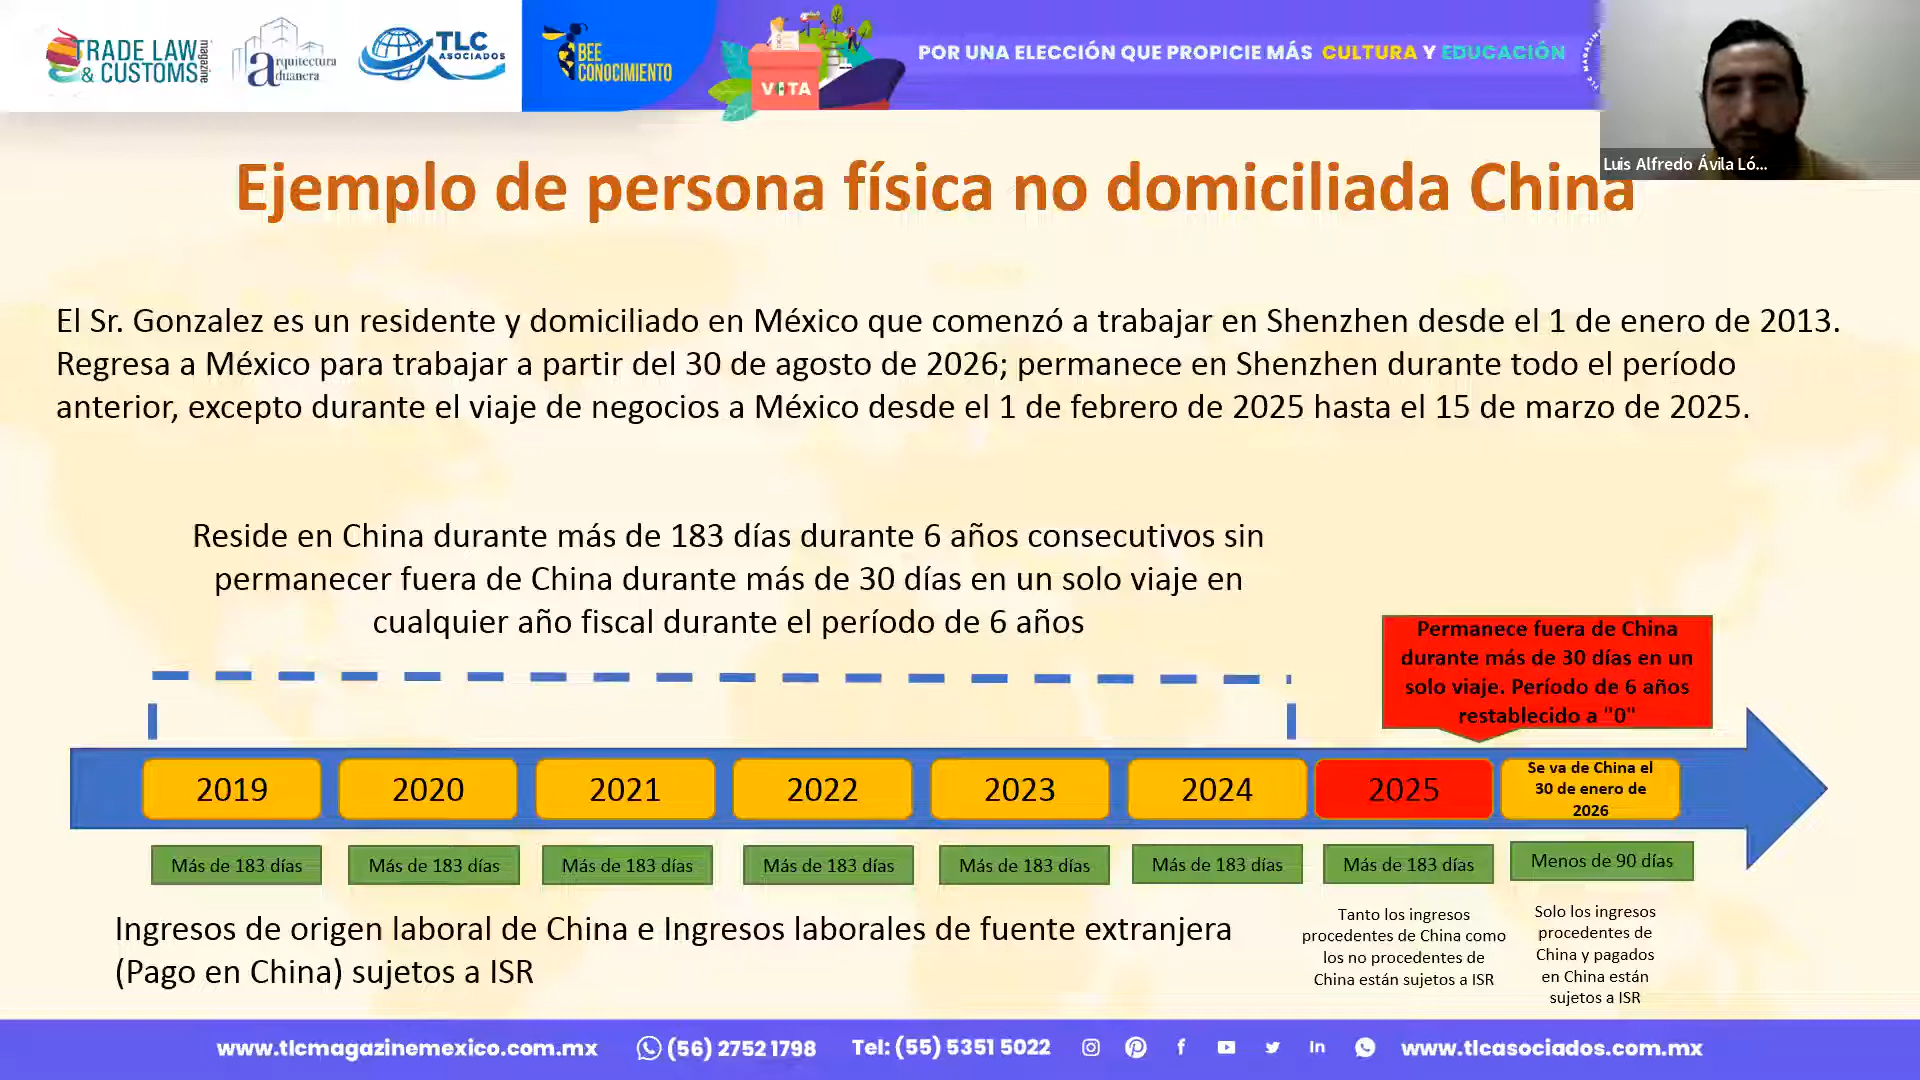 TRADE LAW
& CUSTOMS
magazine
arquitectura
aduanera
TLC
ASOCIADOS
BEE
CONOCIMIENTO
VOTA
POR UNA ELECCIÓN QUE PROPICIE MÁS CULTURA Y EDUCACIÓN
Luis Alfredo Ávila Ló...
Ejemplo de persona física no domiciliada China
El Sr. Gonzalez es un residente y domiciliado en México que comenzó a trabajar en Shenzhen desde el 1 de enero de 2013.
Regresa a México para trabajar a partir del 30 de agosto de 2026; permanece en Shenzhen durante todo el período
anterior, excepto durante el viaje de negocios a México desde el 1 de febrero de 2025 hasta el 15 de marzo de 2025.
Reside en China durante más de 183 días durante 6 años consecutivos sin
permanecer fuera de China durante más de 30 días en un solo viaje en
cualquier año fiscal durante el período de 6 años
Permanece fuera de China
durante más de 30 días en un
solo viaje. Período de 6 años
restablecido a "0"
2019
2020
2021
2022
2023
2024
2025
Se va de China el
30 de enero de
2026
Más de 183 días
Más de 183 días
Más de 183 días
Más de 183 días
Más de 183 días
Más de 183 días
Más de 183 días
Menos de 90 días
Ingresos de origen laboral de China e Ingresos laborales de fuente extranjera
(Pago en China) sujetos a ISR
Tanto los ingresos
procedentes de China como
los no procedentes de
China están sujetos a ISR
Solo los ingresos
procedentes de
China y pagados
en China están
sujetos a ISR
www.tlcmagazinemexico.com.mx
(56) 2752 1798
Tel: (55) 5351 5022
www.tlcasociados.com.mx